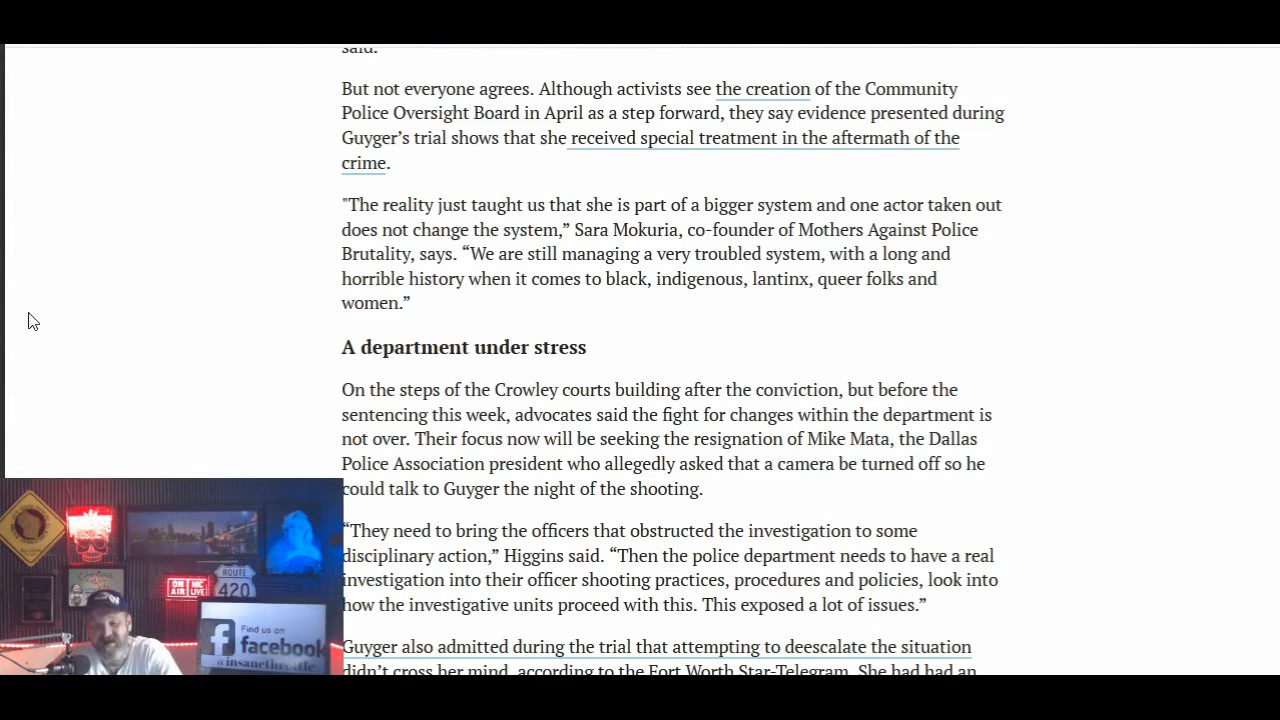 said.
But not everyone agrees. Although activists see the creation of the Community
Police Oversight Board in April as a step forward, they say evidence presented during
Guyger’s trial shows that she received special treatment in the aftermath of the
crime.
"The reality just taught us that she is part of a bigger system and one actor taken out
does not change the system,” Sara Mokuria, co-founder of Mothers Against Police
Brutality, says. “We are still managing a very troubled system, with a long and
horrible history when it comes to black, indigenous, lantinx, queer folks and
women.”
A department under stress
On the steps of the Crowley courts building after the conviction, but before the
sentencing this week, advocates said the fight for changes within the department is
not over. Their focus now will be seeking the resignation of Mike Mata, the Dallas
Police Association president who allegedly asked that a camera be turned off so he
could talk to Guyger the night of the shooting.
“They need to bring the officers that obstructed the investigation to some
disciplinary action,” Higgins said. “Then the police department needs to have a real
investigation into their officer shooting practices, procedures and policies, look into
how the investigative units proceed with this. This exposed a lot of issues.”
Guyger also admitted during the trial that attempting to deescalate the situation
didn’t cross her mind, according to the Fort Worth Star-Telegram. She had had an
ON AIR
MIC LIVE
ROUTE
420
Find us on
facebook
insanethrottle